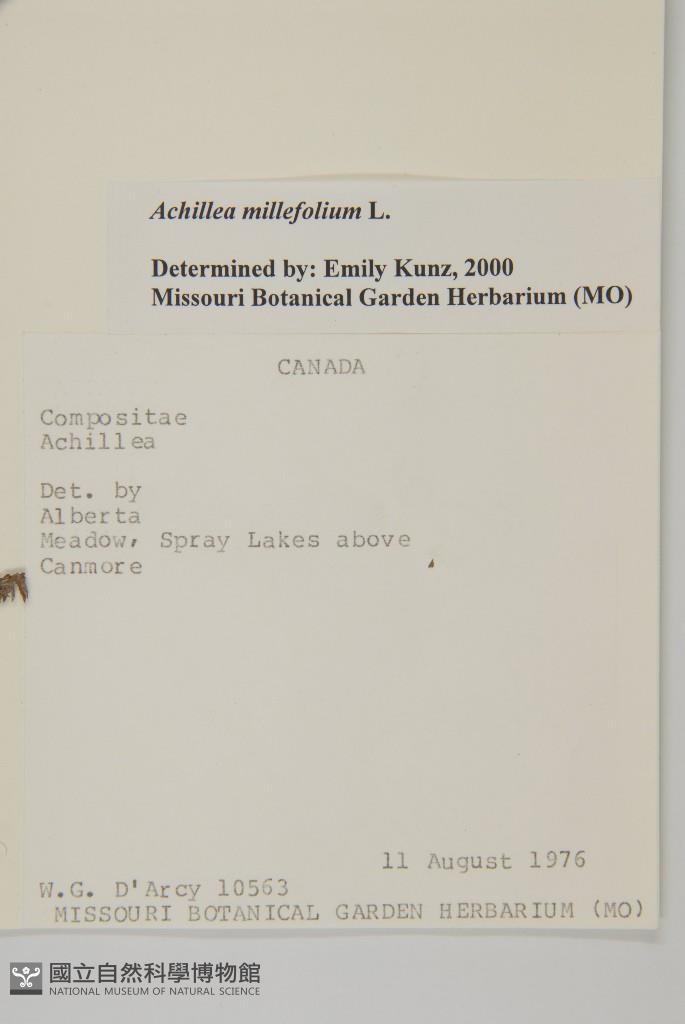 Achillea millefolium L.
Determined by: Emily Kunz, 2000
Missouri Botanical Garden Herbarium (MO)
CANADA
Compositae
Achillea
Det. by
Alberta
Meadow, Spray Lakes above
Canmore
11 August 1976
W.G. D'Arcy 10563
MISSOURI BOTANICAL GARDEN HERBARIUM (MO)
國立自然科學博物館
NATIONAL MUSEUM OF NATURAL SCIENCE